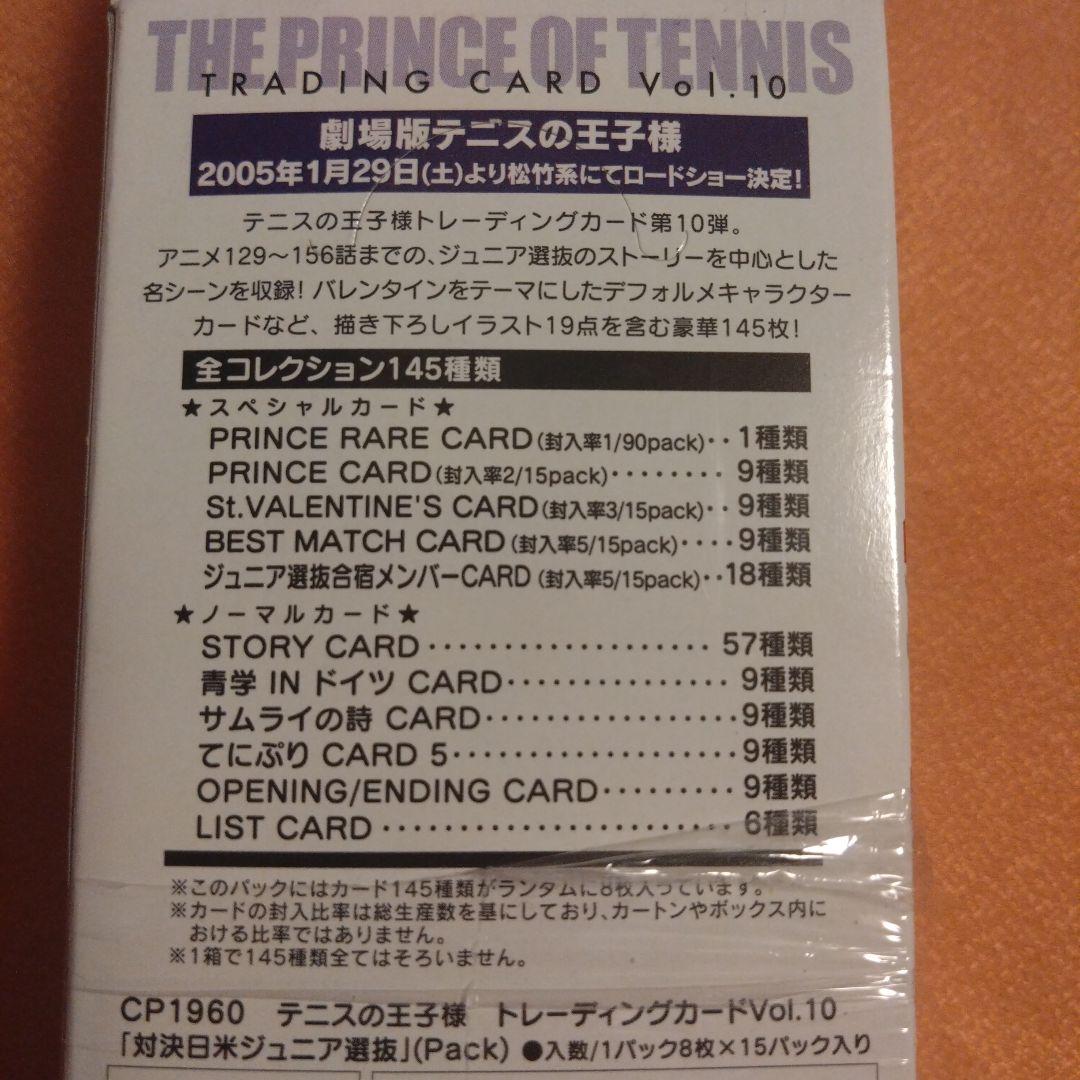 THE PRINCE OF TENNIS
TRADING CARD Vol.10
劇場版テニスの王子様
2005年1月29日(土)より松竹系にてロードショー決定!
テニスの王子様トレーディングカード第10弾。
アニメ129〜156話までの、ジュニア選抜のストーリーを中心とした
名シーンを収録! バレンタインをテーマにしたデフォルメキャラクター
カードなど、描き下ろしイラスト19点を含む豪華145枚!
全コレクション145種類
★スペシャルカード★
PRINCE RARE CARD(封入率1/90pack)‥1種類
PRINCE CARD(封入率2/15pack)········9種類
St.VALENTINE'S CARD(封入率3/15pack)‥9種類
BEST MATCH CARD(封入率5/15pack)····9種類
ジュニア選抜合宿メンバーCARD(封入率5/15pack)‥18種類
★ノーマルカード★
STORY CARD···················57種類
青学 IN ドイツ CARD···············9種類
サムライの詩 CARD·················9種類
てにぷり CARD 5···················9種類
OPENING/ENDING CARD·········9種類
LIST CARD························6種類
※このパックにはカード145種類がランダムに8枚入っています。
※カードの封入比率は総生産数を基にしており、カートンやボックス内に
おける比率ではありません。
※1箱で145種類全てはそろいません。
CP1960 テニスの王子様 トレーディングカードVol.10
「対決日米ジュニア選抜」(Pack) ●入数/1パック8枚×15パック入り